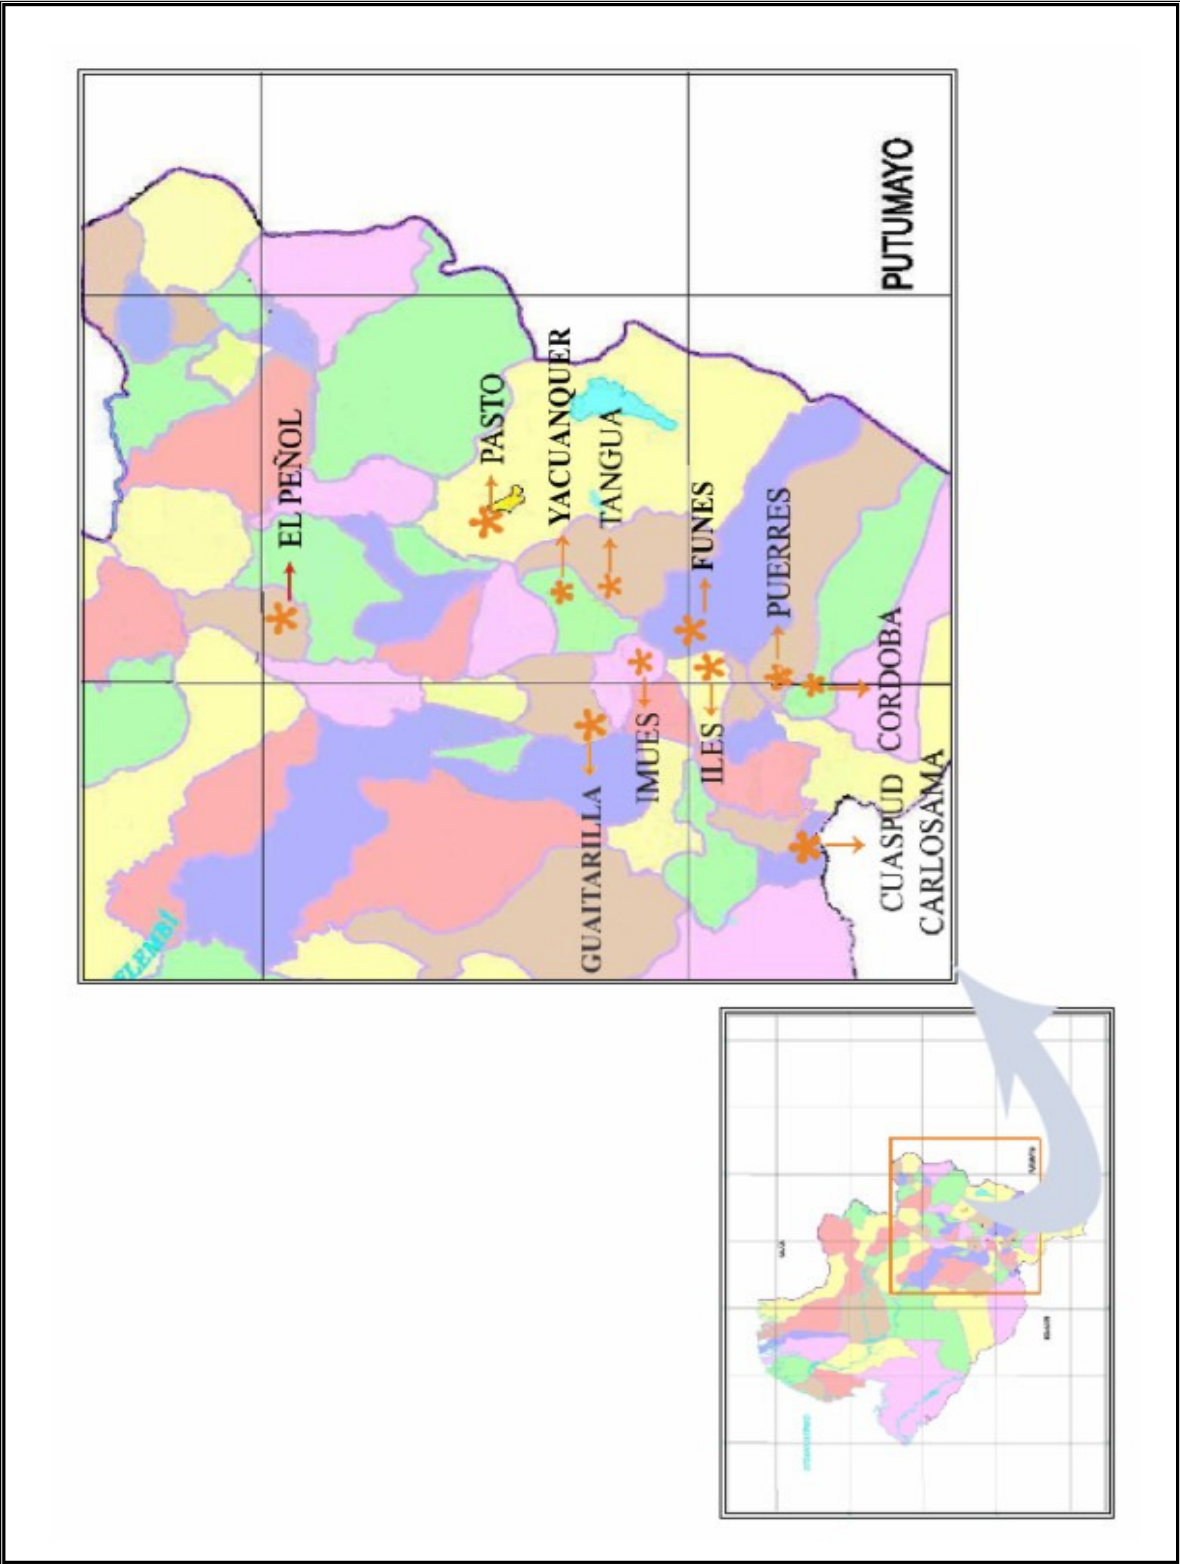 PUTUMAYO
EL PEÑOL
PASTO
YACUANQUER
TANGUA
FUNES
PUERRES
CORDOBA
IMUES
ILES
GUAITARILLA
CUASPUD
CARLOSAMA